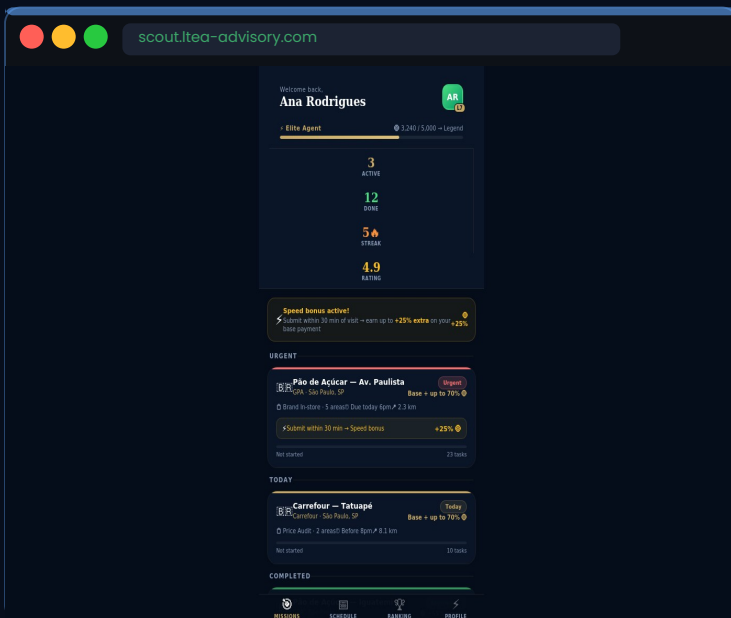 scout.ltea-advisory.com
Welcome back,
Ana Rodrigues
AR
Elite Agent
3,240 / 5,000 → Legend
3
ACTIVE
12
DONE
5
STREAK
4.9
RATING
Speed bonus active!
Submit within 30 min of visit → earn up to +25% extra on your base payment
+25%
URGENT
BR Pão de Açúcar — Av. Paulista
Urgent
GPA · São Paulo, SP
Base + up to 70%
Brand In-store · 5 areas Due today 6pm 2.3 km
Submit within 30 min → Speed bonus
+25%
Not started
23 tasks
TODAY
BR Carrefour — Tatuapé
Today
Carrefour · São Paulo, SP
Base + up to 70%
Price Audit · 2 areas Before 8pm 8.1 km
Not started
10 tasks
COMPLETED
MISSIONS
SCHEDULE
RANKING
PROFILE